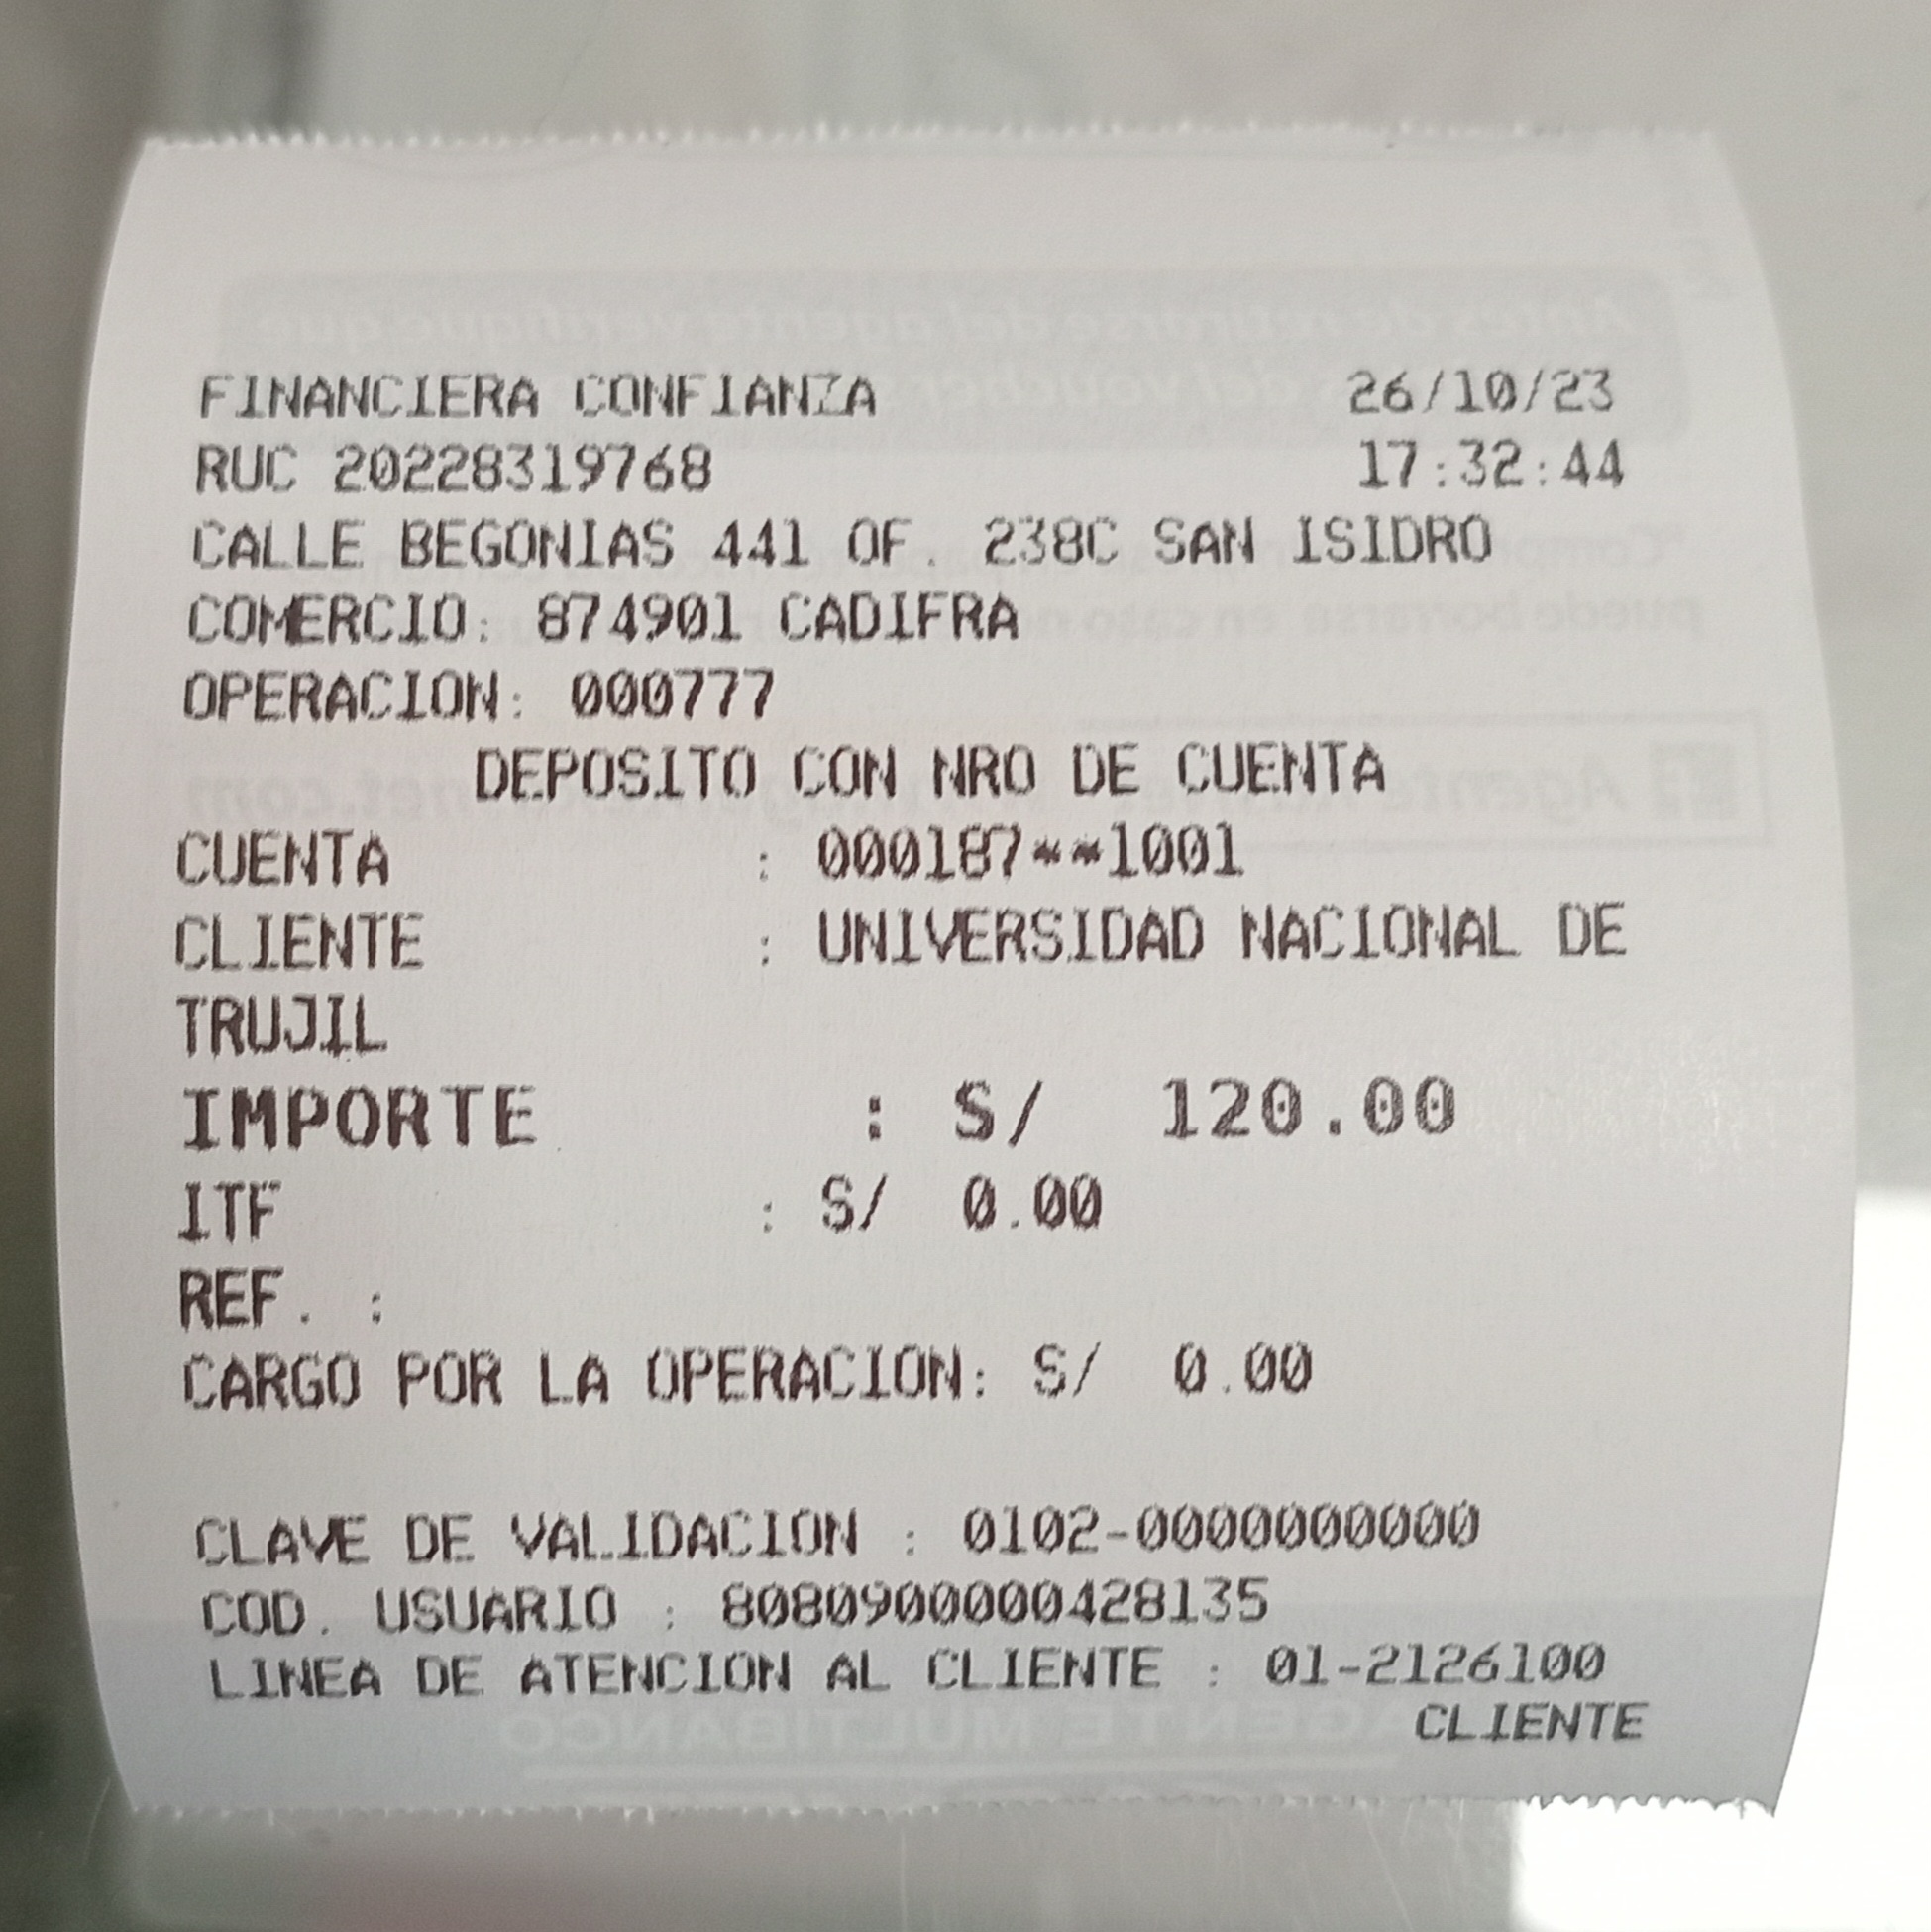 FINANCIERA CONFIANZA 26/10/23
RUC 20228319768 17:32:44
CALLE BEGONIAS 441 OF. 238C SAN ISIDRO
COMERCIO: 874901 CADIFRA
OPERACION: 000777
DEPOSITO CON NRO DE CUENTA
CUENTA : 000187**1001
CLIENTE : UNIVERSIDAD NACIONAL DE
TRUJIL
IMPORTE : S/ 120.00
ITF : S/ 0.00
REF. :
CARGO POR LA OPERACION: S/ 0.00
CLAVE DE VALIDACION : 0102-0000000000
COD. USUARIO : 8080900000428135
LINEA DE ATENCION AL CLIENTE : 01-2126100
CLIENTE